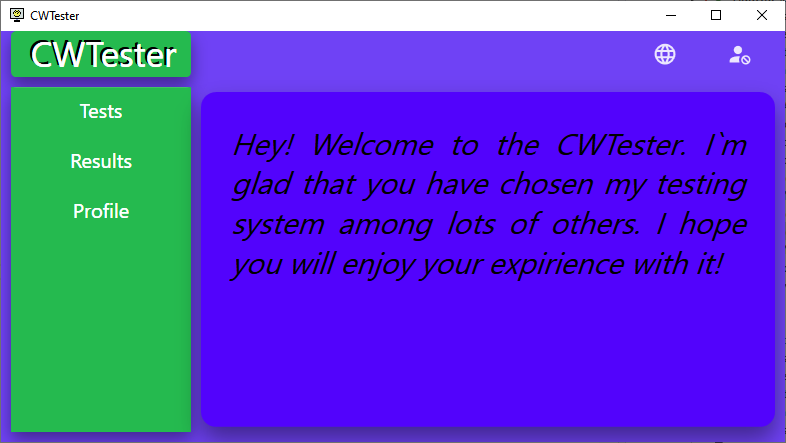 CWTester
CWTester
Tests
Results
Profile
Hey! Welcome to the CWTester. I`m
glad that you have chosen my testing
system among lots of others. I hope
you will enjoy your expirience with it!